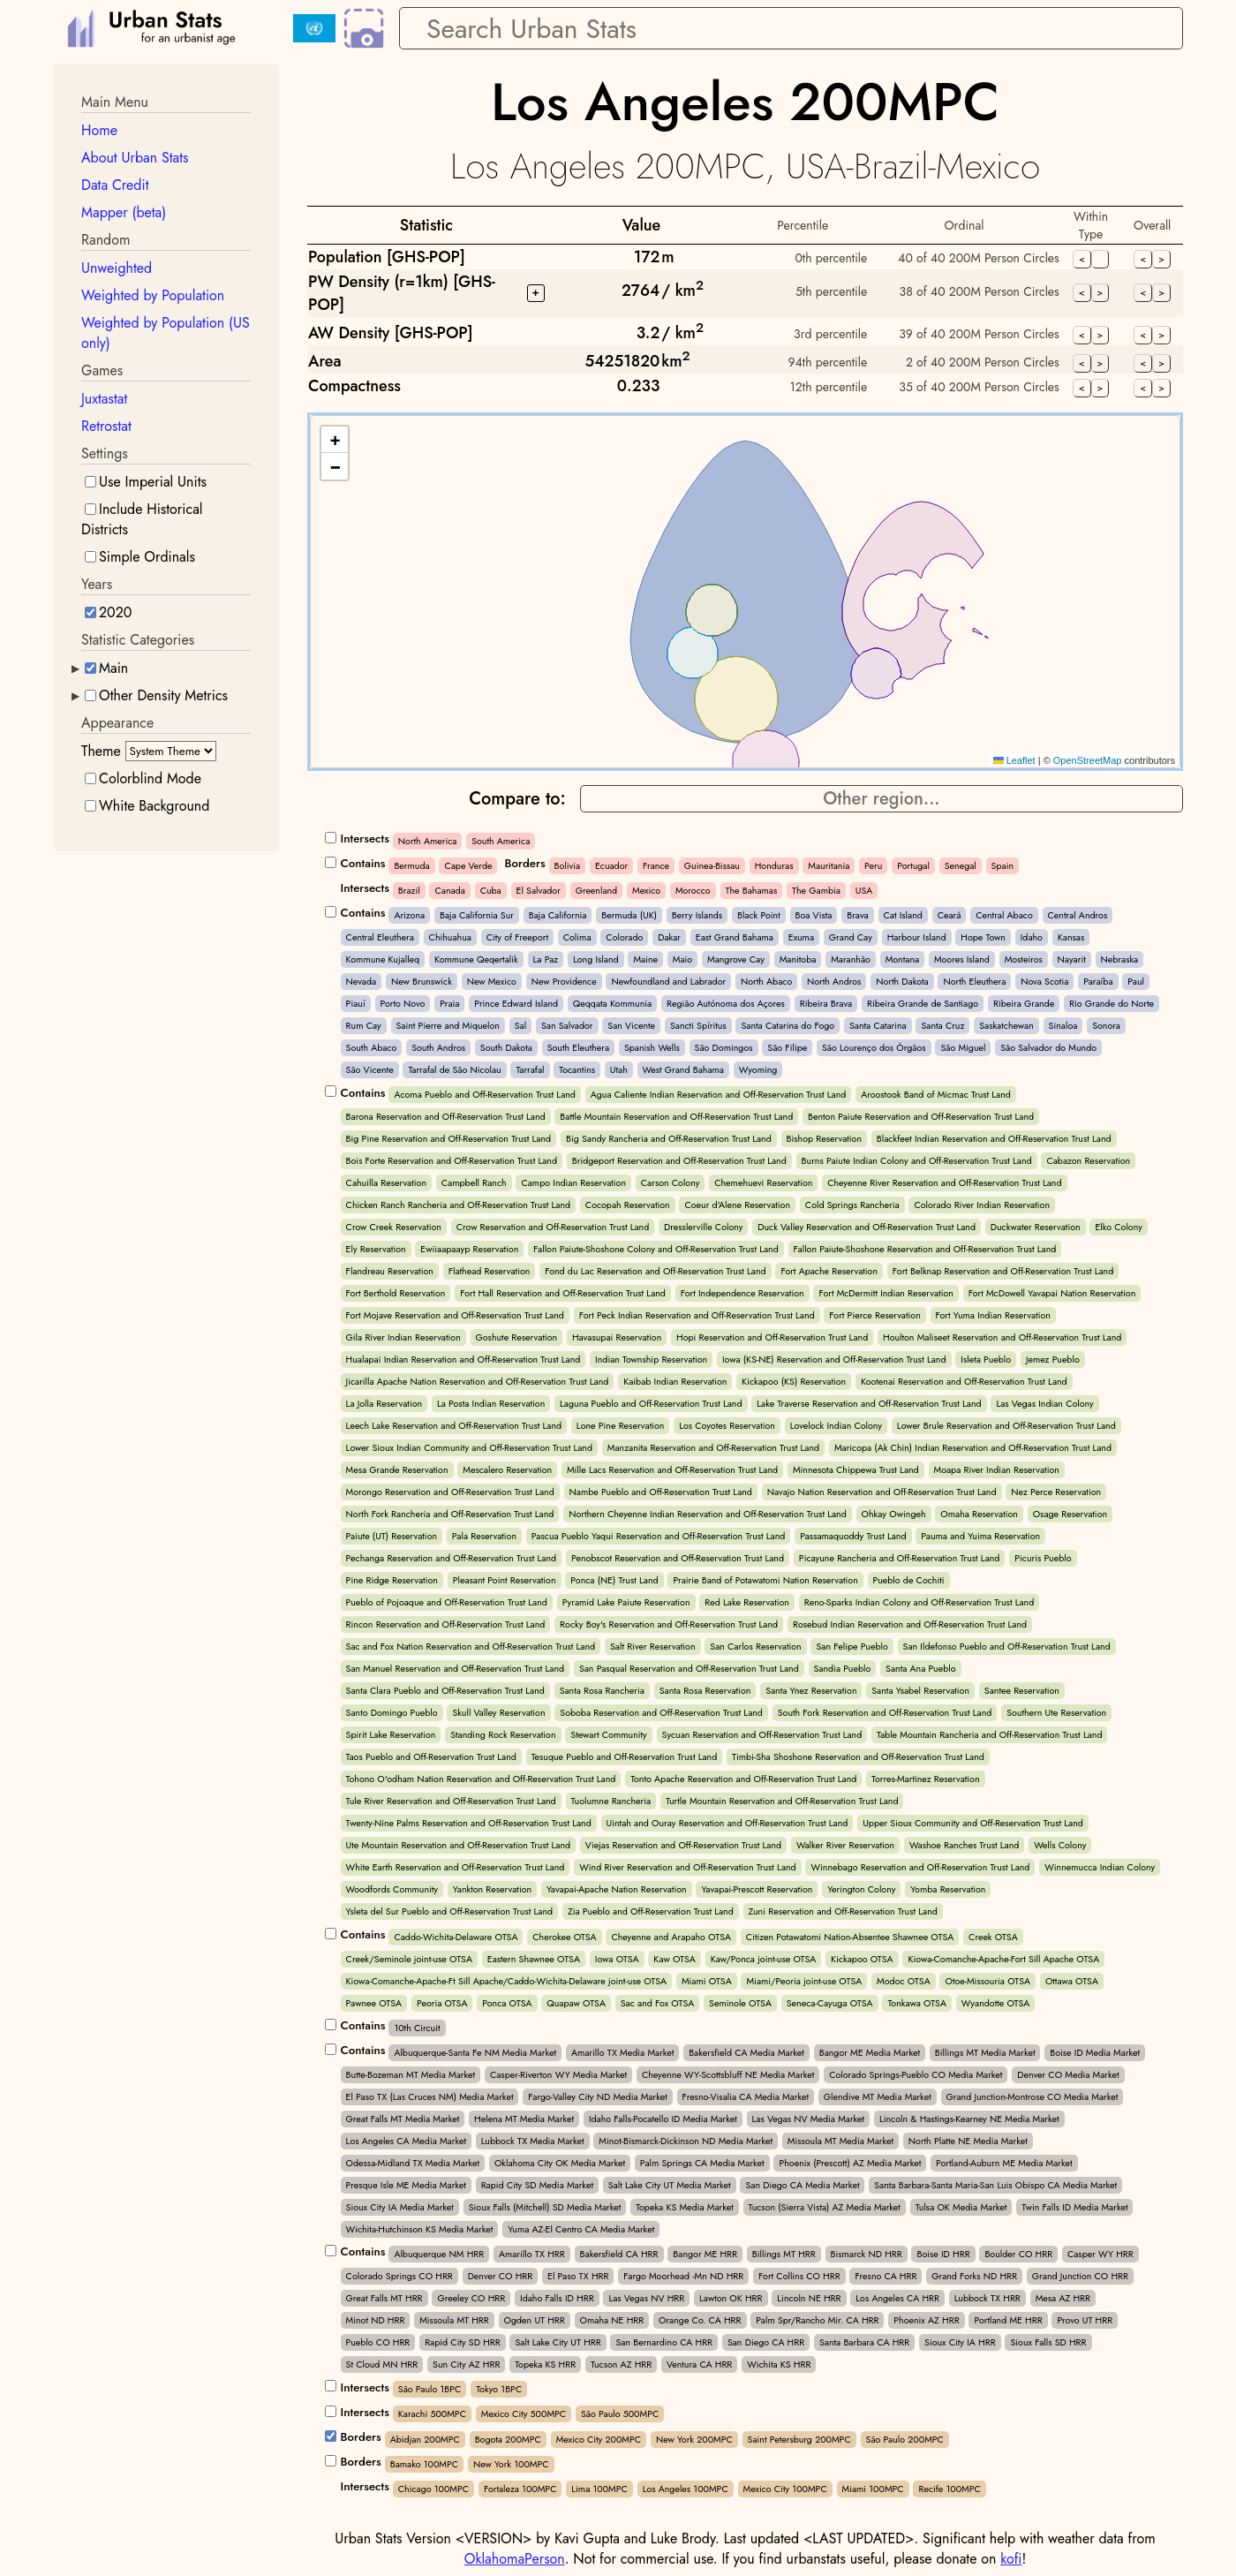 Urban Stats
for an urbanist age
Search Urban Stats
Main Menu
Home
About Urban Stats
Data Credit
Mapper (beta)
Random
Unweighted
Weighted by Population
Weighted by Population (US only)
Games
Juxtastat
Retrostat
Settings
Use Imperial Units
Include Historical Districts
Simple Ordinals
Years
2020
Statistic Categories
Main
Other Density Metrics
Appearance
Theme System Theme
Colorblind Mode
White Background
Los Angeles 200MPC
Los Angeles 200MPC, USA-Brazil-Mexico
Statistic Value Percentile Ordinal Within Type Overall
Population [GHS-POP] 172 m 0th percentile 40 of 40 200M Person Circles < < >
PW Density (r=1km) [GHS-POP] + 2764 / km² 5th percentile 38 of 40 200M Person Circles < > < >
AW Density [GHS-POP] 3.2 / km² 3rd percentile 39 of 40 200M Person Circles < > < >
Area 54251820 km² 94th percentile 2 of 40 200M Person Circles < > < >
Compactness 0.233 12th percentile 35 of 40 200M Person Circles < > < >
+
−
Leaflet | © OpenStreetMap contributors
Compare to: Other region...
Intersects North America South America
Contains Bermuda Cape Verde Borders Bolivia Ecuador France Guinea-Bissau Honduras Mauritania Peru Portugal Senegal Spain
Intersects Brazil Canada Cuba El Salvador Greenland Mexico Morocco The Bahamas The Gambia USA
Contains Arizona Baja California Sur Baja California Bermuda (UK) Berry Islands Black Point Boa Vista Brava Cat Island Ceará Central Abaco Central Andros
Central Eleuthera Chihuahua City of Freeport Colima Colorado Dakar East Grand Bahama Exuma Grand Cay Harbour Island Hope Town Idaho Kansas
Kommune Kujalleq Kommune Qeqertalik La Paz Long Island Maine Maio Mangrove Cay Manitoba Maranhão Montana Moores Island Mosteiros Nayarit Nebraska
Nevada New Brunswick New Mexico New Providence Newfoundland and Labrador North Abaco North Andros North Dakota North Eleuthera Nova Scotia Paraíba Paul
Piauí Porto Novo Praia Prince Edward Island Qeqqata Kommunia Região Autónoma dos Açores Ribeira Brava Ribeira Grande de Santiago Ribeira Grande Rio Grande do Norte
Rum Cay Saint Pierre and Miquelon Sal San Salvador San Vicente Sancti Spíritus Santa Catarina do Fogo Santa Catarina Santa Cruz Saskatchewan Sinaloa Sonora
South Abaco South Andros South Dakota South Eleuthera Spanish Wells São Domingos São Filipe São Lourenço dos Órgãos São Miguel São Salvador do Mundo
São Vicente Tarrafal de São Nicolau Tarrafal Tocantins Utah West Grand Bahama Wyoming
Contains Acoma Pueblo and Off-Reservation Trust Land Agua Caliente Indian Reservation and Off-Reservation Trust Land Aroostook Band of Micmac Trust Land
Barona Reservation and Off-Reservation Trust Land Battle Mountain Reservation and Off-Reservation Trust Land Benton Paiute Reservation and Off-Reservation Trust Land
Big Pine Reservation and Off-Reservation Trust Land Big Sandy Rancheria and Off-Reservation Trust Land Bishop Reservation Blackfeet Indian Reservation and Off-Reservation Trust Land
Bois Forte Reservation and Off-Reservation Trust Land Bridgeport Reservation and Off-Reservation Trust Land Burns Paiute Indian Colony and Off-Reservation Trust Land Cabazon Reservation
Cahuilla Reservation Campbell Ranch Campo Indian Reservation Carson Colony Chemehuevi Reservation Cheyenne River Reservation and Off-Reservation Trust Land
Chicken Ranch Rancheria and Off-Reservation Trust Land Cocopah Reservation Coeur d'Alene Reservation Cold Springs Rancheria Colorado River Indian Reservation
Crow Creek Reservation Crow Reservation and Off-Reservation Trust Land Dresslerville Colony Duck Valley Reservation and Off-Reservation Trust Land Duckwater Reservation Elko Colony
Ely Reservation Ewiiaapaayp Reservation Fallon Paiute-Shoshone Colony and Off-Reservation Trust Land Fallon Paiute-Shoshone Reservation and Off-Reservation Trust Land
Flandreau Reservation Flathead Reservation Fond du Lac Reservation and Off-Reservation Trust Land Fort Apache Reservation Fort Belknap Reservation and Off-Reservation Trust Land
Fort Berthold Reservation Fort Hall Reservation and Off-Reservation Trust Land Fort Independence Reservation Fort McDermitt Indian Reservation Fort McDowell Yavapai Nation Reservation
Fort Mojave Reservation and Off-Reservation Trust Land Fort Peck Indian Reservation and Off-Reservation Trust Land Fort Pierce Reservation Fort Yuma Indian Reservation
Gila River Indian Reservation Goshute Reservation Havasupai Reservation Hopi Reservation and Off-Reservation Trust Land Houlton Maliseet Reservation and Off-Reservation Trust Land
Hualapai Indian Reservation and Off-Reservation Trust Land Indian Township Reservation Iowa (KS-NE) Reservation and Off-Reservation Trust Land Isleta Pueblo Jemez Pueblo
Jicarilla Apache Nation Reservation and Off-Reservation Trust Land Kaibab Indian Reservation Kickapoo (KS) Reservation Kootenai Reservation and Off-Reservation Trust Land
La Jolla Reservation La Posta Indian Reservation Laguna Pueblo and Off-Reservation Trust Land Lake Traverse Reservation and Off-Reservation Trust Land Las Vegas Indian Colony
Leech Lake Reservation and Off-Reservation Trust Land Lone Pine Reservation Los Coyotes Reservation Lovelock Indian Colony Lower Brule Reservation and Off-Reservation Trust Land
Lower Sioux Indian Community and Off-Reservation Trust Land Manzanita Reservation and Off-Reservation Trust Land Maricopa (Ak Chin) Indian Reservation and Off-Reservation Trust Land
Mesa Grande Reservation Mescalero Reservation Mille Lacs Reservation and Off-Reservation Trust Land Minnesota Chippewa Trust Land Moapa River Indian Reservation
Morongo Reservation and Off-Reservation Trust Land Nambe Pueblo and Off-Reservation Trust Land Navajo Nation Reservation and Off-Reservation Trust Land Nez Perce Reservation
North Fork Rancheria and Off-Reservation Trust Land Northern Cheyenne Indian Reservation and Off-Reservation Trust Land Ohkay Owingeh Omaha Reservation Osage Reservation
Paiute (UT) Reservation Pala Reservation Pascua Pueblo Yaqui Reservation and Off-Reservation Trust Land Passamaquoddy Trust Land Pauma and Yuima Reservation
Pechanga Reservation and Off-Reservation Trust Land Penobscot Reservation and Off-Reservation Trust Land Picayune Rancheria and Off-Reservation Trust Land Picuris Pueblo
Pine Ridge Reservation Pleasant Point Reservation Ponca (NE) Trust Land Prairie Band of Potawatomi Nation Reservation Pueblo de Cochiti
Pueblo of Pojoaque and Off-Reservation Trust Land Pyramid Lake Paiute Reservation Red Lake Reservation Reno-Sparks Indian Colony and Off-Reservation Trust Land
Rincon Reservation and Off-Reservation Trust Land Rocky Boy's Reservation and Off-Reservation Trust Land Rosebud Indian Reservation and Off-Reservation Trust Land
Sac and Fox Nation Reservation and Off-Reservation Trust Land Salt River Reservation San Carlos Reservation San Felipe Pueblo San Ildefonso Pueblo and Off-Reservation Trust Land
San Manuel Reservation and Off-Reservation Trust Land San Pasqual Reservation and Off-Reservation Trust Land Sandia Pueblo Santa Ana Pueblo
Santa Clara Pueblo and Off-Reservation Trust Land Santa Rosa Rancheria Santa Rosa Reservation Santa Ynez Reservation Santa Ysabel Reservation Santee Reservation
Santo Domingo Pueblo Skull Valley Reservation Soboba Reservation and Off-Reservation Trust Land South Fork Reservation and Off-Reservation Trust Land Southern Ute Reservation
Spirit Lake Reservation Standing Rock Reservation Stewart Community Sycuan Reservation and Off-Reservation Trust Land Table Mountain Rancheria and Off-Reservation Trust Land
Taos Pueblo and Off-Reservation Trust Land Tesuque Pueblo and Off-Reservation Trust Land Timbi-Sha Shoshone Reservation and Off-Reservation Trust Land
Tohono O'odham Nation Reservation and Off-Reservation Trust Land Tonto Apache Reservation and Off-Reservation Trust Land Torres-Martinez Reservation
Tule River Reservation and Off-Reservation Trust Land Tuolumne Rancheria Turtle Mountain Reservation and Off-Reservation Trust Land
Twenty-Nine Palms Reservation and Off-Reservation Trust Land Uintah and Ouray Reservation and Off-Reservation Trust Land Upper Sioux Community and Off-Reservation Trust Land
Ute Mountain Reservation and Off-Reservation Trust Land Viejas Reservation and Off-Reservation Trust Land Walker River Reservation Washoe Ranches Trust Land Wells Colony
White Earth Reservation and Off-Reservation Trust Land Wind River Reservation and Off-Reservation Trust Land Winnebago Reservation and Off-Reservation Trust Land Winnemucca Indian Colony
Woodfords Community Yankton Reservation Yavapai-Apache Nation Reservation Yavapai-Prescott Reservation Yerington Colony Yomba Reservation
Ysleta del Sur Pueblo and Off-Reservation Trust Land Zia Pueblo and Off-Reservation Trust Land Zuni Reservation and Off-Reservation Trust Land
Contains Caddo-Wichita-Delaware OTSA Cherokee OTSA Cheyenne and Arapaho OTSA Citizen Potawatomi Nation-Absentee Shawnee OTSA Creek OTSA
Creek/Seminole joint-use OTSA Eastern Shawnee OTSA Iowa OTSA Kaw OTSA Kaw/Ponca joint-use OTSA Kickapoo OTSA Kiowa-Comanche-Apache-Fort Sill Apache OTSA
Kiowa-Comanche-Apache-Ft Sill Apache/Caddo-Wichita-Delaware joint-use OTSA Miami OTSA Miami/Peoria joint-use OTSA Modoc OTSA Otoe-Missouria OTSA Ottawa OTSA
Pawnee OTSA Peoria OTSA Ponca OTSA Quapaw OTSA Sac and Fox OTSA Seminole OTSA Seneca-Cayuga OTSA Tonkawa OTSA Wyandotte OTSA
Contains 10th Circuit
Contains Albuquerque-Santa Fe NM Media Market Amarillo TX Media Market Bakersfield CA Media Market Bangor ME Media Market Billings MT Media Market Boise ID Media Market
Butte-Bozeman MT Media Market Casper-Riverton WY Media Market Cheyenne WY-Scottsbluff NE Media Market Colorado Springs-Pueblo CO Media Market Denver CO Media Market
El Paso TX (Las Cruces NM) Media Market Fargo-Valley City ND Media Market Fresno-Visalia CA Media Market Glendive MT Media Market Grand Junction-Montrose CO Media Market
Great Falls MT Media Market Helena MT Media Market Idaho Falls-Pocatello ID Media Market Las Vegas NV Media Market Lincoln & Hastings-Kearney NE Media Market
Los Angeles CA Media Market Lubbock TX Media Market Minot-Bismarck-Dickinson ND Media Market Missoula MT Media Market North Platte NE Media Market
Odessa-Midland TX Media Market Oklahoma City OK Media Market Palm Springs CA Media Market Phoenix (Prescott) AZ Media Market Portland-Auburn ME Media Market
Presque Isle ME Media Market Rapid City SD Media Market Salt Lake City UT Media Market San Diego CA Media Market Santa Barbara-Santa Maria-San Luis Obispo CA Media Market
Sioux City IA Media Market Sioux Falls (Mitchell) SD Media Market Topeka KS Media Market Tucson (Sierra Vista) AZ Media Market Tulsa OK Media Market Twin Falls ID Media Market
Wichita-Hutchinson KS Media Market Yuma AZ-El Centro CA Media Market
Contains Albuquerque NM HRR Amarillo TX HRR Bakersfield CA HRR Bangor ME HRR Billings MT HRR Bismarck ND HRR Boise ID HRR Boulder CO HRR Casper WY HRR
Colorado Springs CO HRR Denver CO HRR El Paso TX HRR Fargo Moorhead -Mn ND HRR Fort Collins CO HRR Fresno CA HRR Grand Forks ND HRR Grand Junction CO HRR
Great Falls MT HRR Greeley CO HRR Idaho Falls ID HRR Las Vegas NV HRR Lawton OK HRR Lincoln NE HRR Los Angeles CA HRR Lubbock TX HRR Mesa AZ HRR
Minot ND HRR Missoula MT HRR Ogden UT HRR Omaha NE HRR Orange Co. CA HRR Palm Spr/Rancho Mir. CA HRR Phoenix AZ HRR Portland ME HRR Provo UT HRR
Pueblo CO HRR Rapid City SD HRR Salt Lake City UT HRR San Bernardino CA HRR San Diego CA HRR Santa Barbara CA HRR Sioux City IA HRR Sioux Falls SD HRR
St Cloud MN HRR Sun City AZ HRR Topeka KS HRR Tucson AZ HRR Ventura CA HRR Wichita KS HRR
Intersects São Paulo 1BPC Tokyo 1BPC
Intersects Karachi 500MPC Mexico City 500MPC São Paulo 500MPC
Borders Abidjan 200MPC Bogota 200MPC Mexico City 200MPC New York 200MPC Saint Petersburg 200MPC São Paulo 200MPC
Borders Bamako 100MPC New York 100MPC
Intersects Chicago 100MPC Fortaleza 100MPC Lima 100MPC Los Angeles 100MPC Mexico City 100MPC Miami 100MPC Recife 100MPC
Urban Stats Version <VERSION> by Kavi Gupta and Luke Brody. Last updated <LAST UPDATED>. Significant help with weather data from
OklahomaPerson. Not for commercial use. If you find urbanstats useful, please donate on kofi!